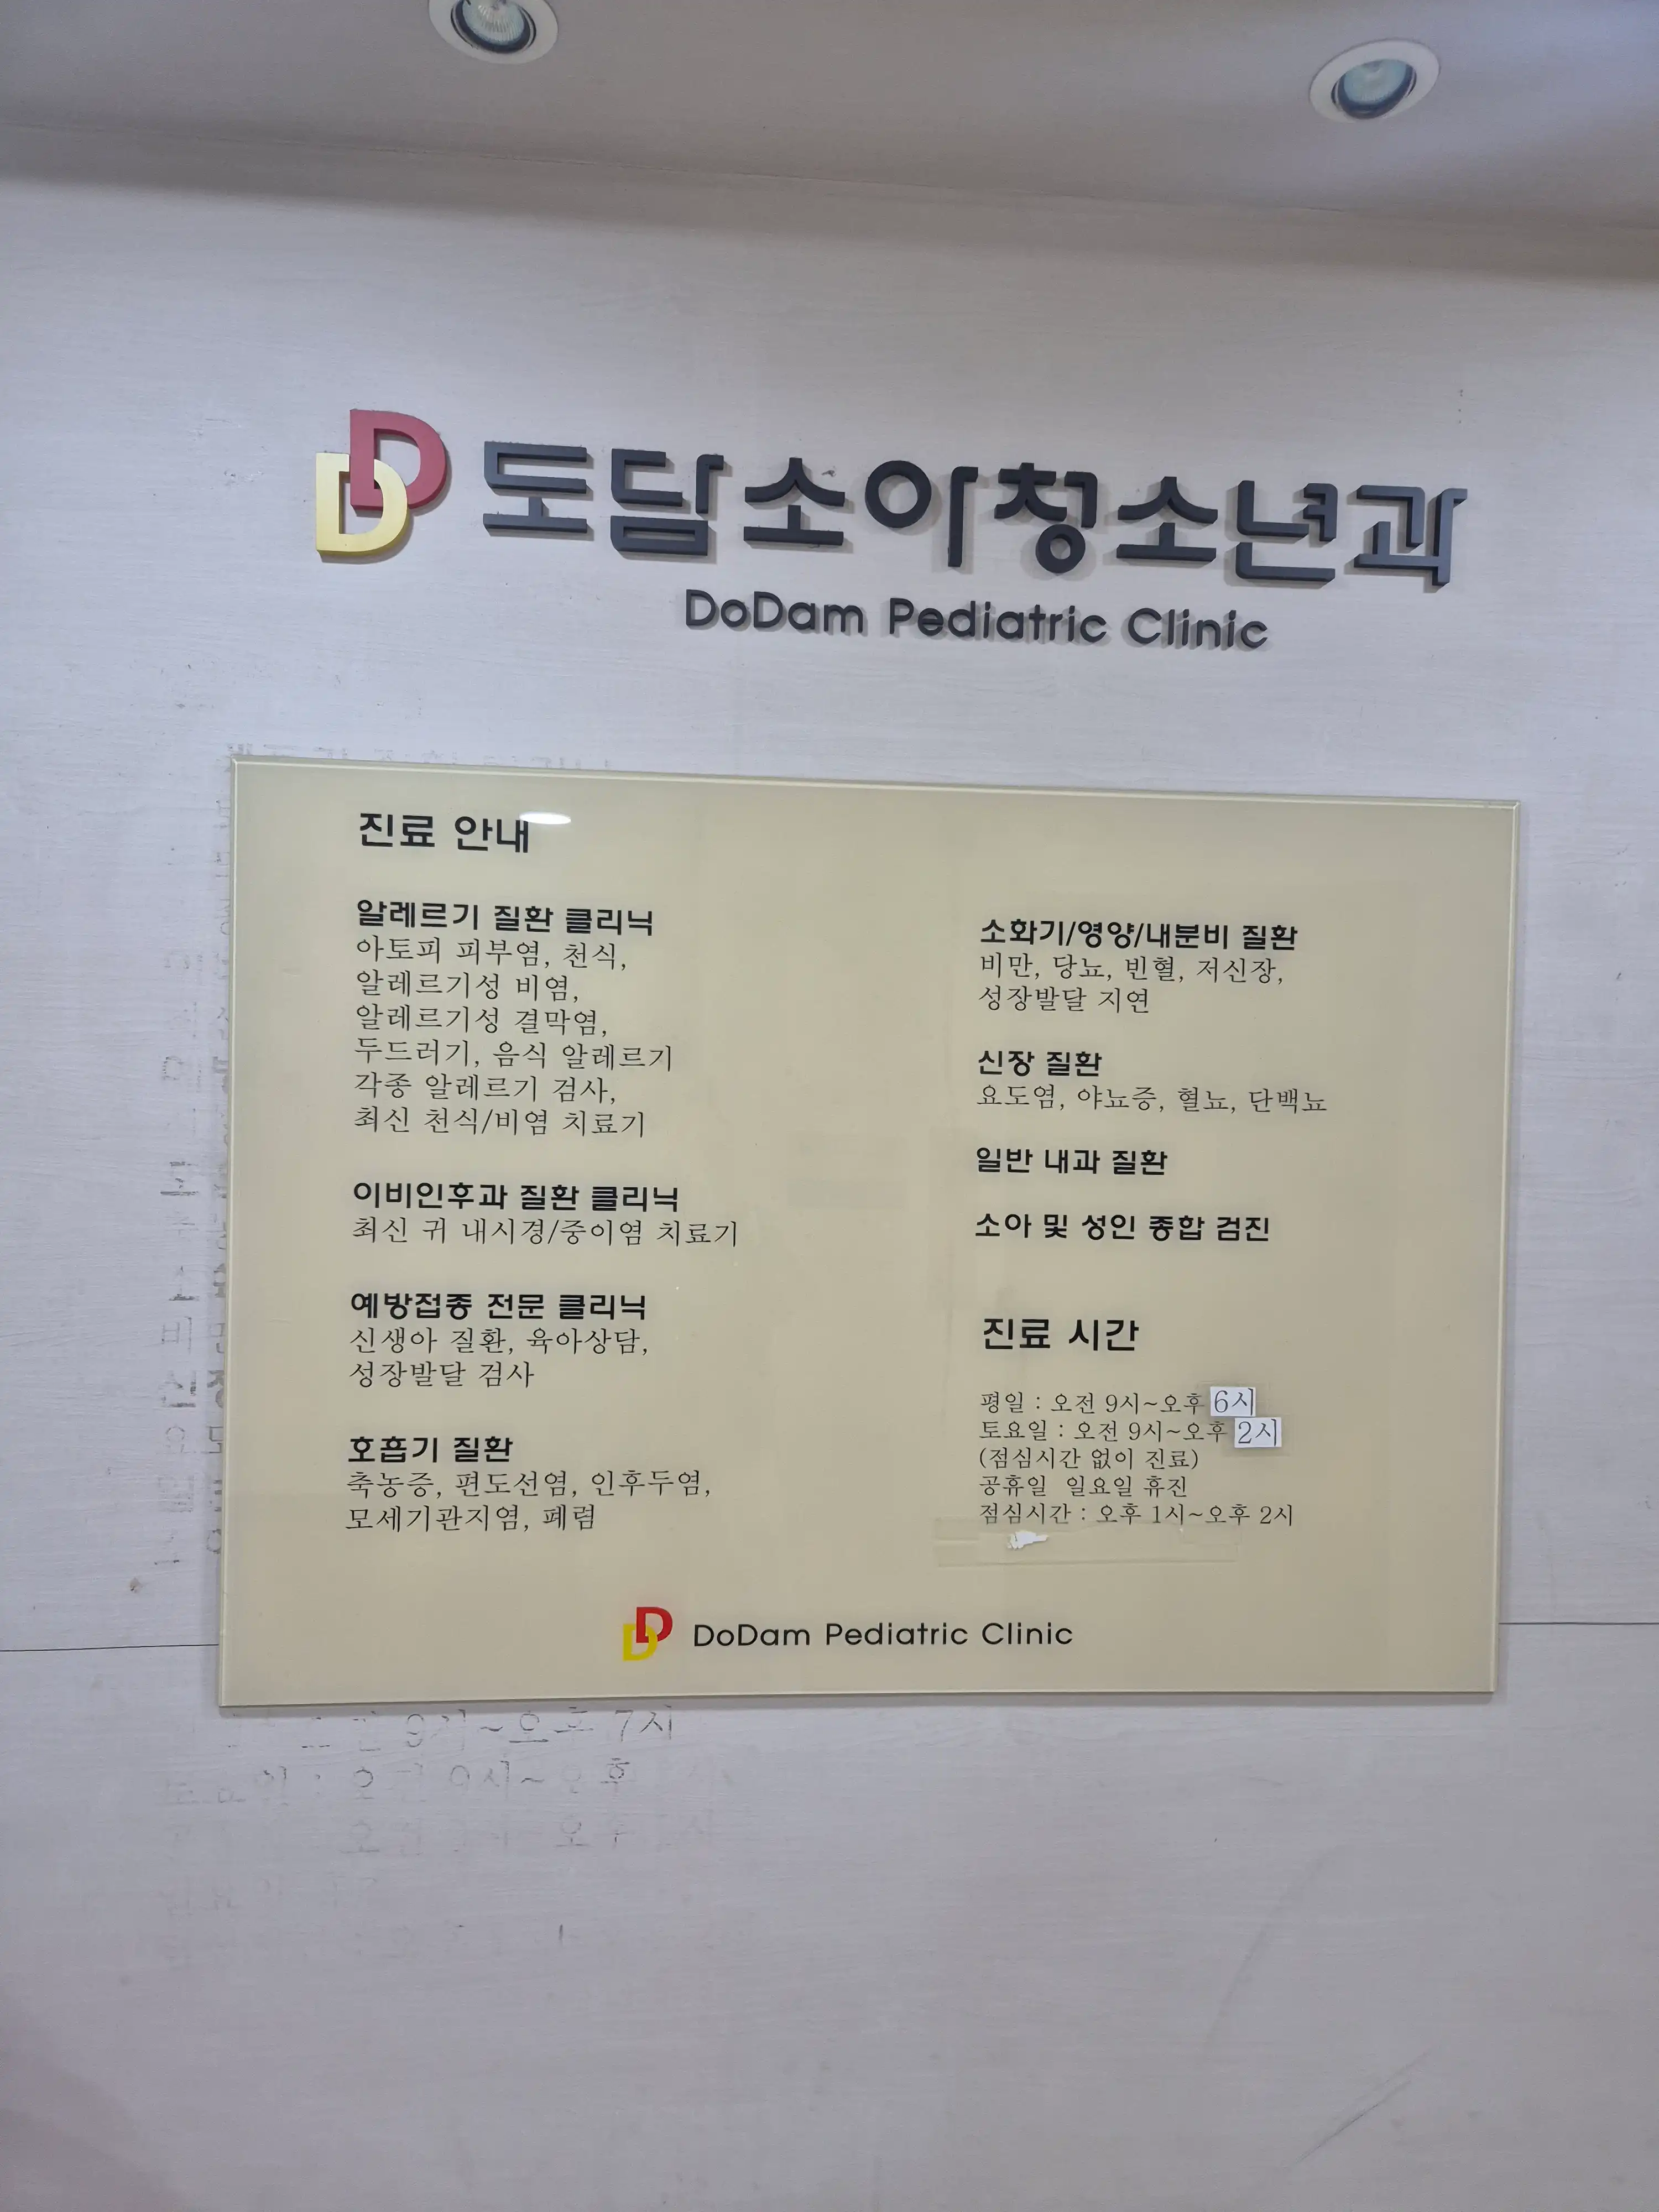 DD 도담소아청소년과
DoDam Pediatric Clinic
진료 안내
알레르기 질환 클리닉
아토피 피부염, 천식,
알레르기성 비염,
알레르기성 결막염,
두드러기, 음식 알레르기
각종 알레르기 검사,
최신 천식/비염 치료기
이비인후과 질환 클리닉
최신 귀 내시경/중이염 치료기
예방접종 전문 클리닉
신생아 질환, 육아상담,
성장발달 검사
호흡기 질환
축농증, 편도선염, 인후두염,
모세기관지염, 폐렴
소화기/영양/내분비 질환
비만, 당뇨, 빈혈, 저신장,
성장발달 지연
신장 질환
요도염, 야뇨증, 혈뇨, 단백뇨
일반 내과 질환
소아 및 성인 종합 검진
진료 시간
평일 : 오전 9시~오후 6시
토요일 : 오전 9시~오후 2시
(점심시간 없이 진료)
공휴일 일요일 휴진
점심시간 : 오후 1시~오후 2시
DD DoDam Pediatric Clinic
9시~오후 7시